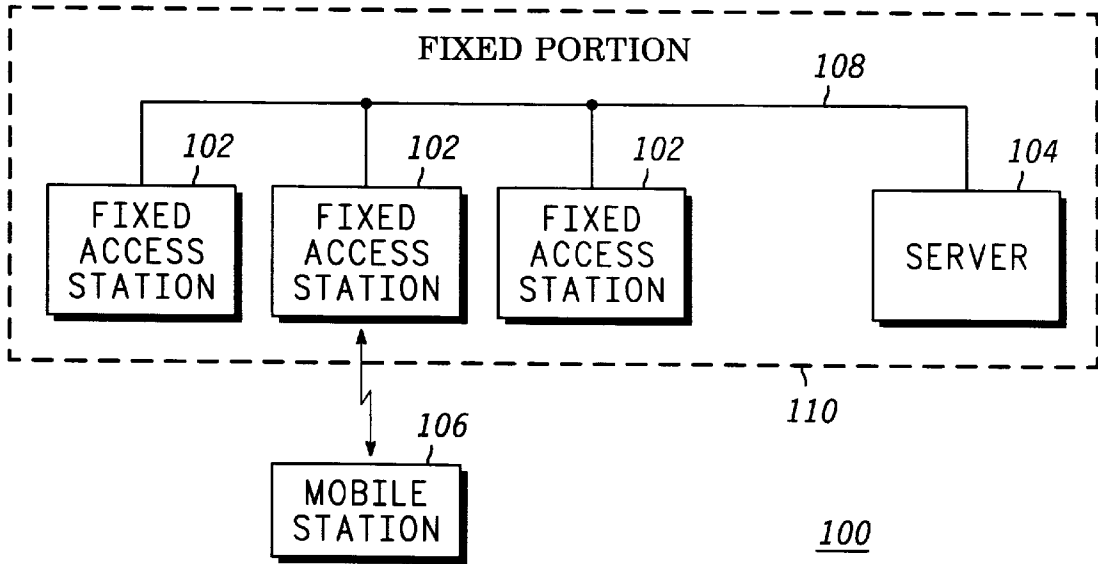 FIXED PORTION
108
102
102
102
104
FIXED
ACCESS
STATION
FIXED
ACCESS
STATION
FIXED
ACCESS
STATION
SERVER
110
106
MOBILE
STATION
100